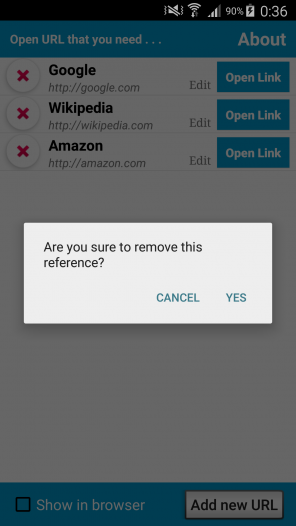 90% 0:36
Open URL that you need . . . About
Google
http://google.com Edit Open Link
Wikipedia
http://wikipedia.com Edit Open Link
Amazon
http://amazon.com Edit Open Link
Are you sure to remove this
reference?
CANCEL YES
Show in browser Add new URL